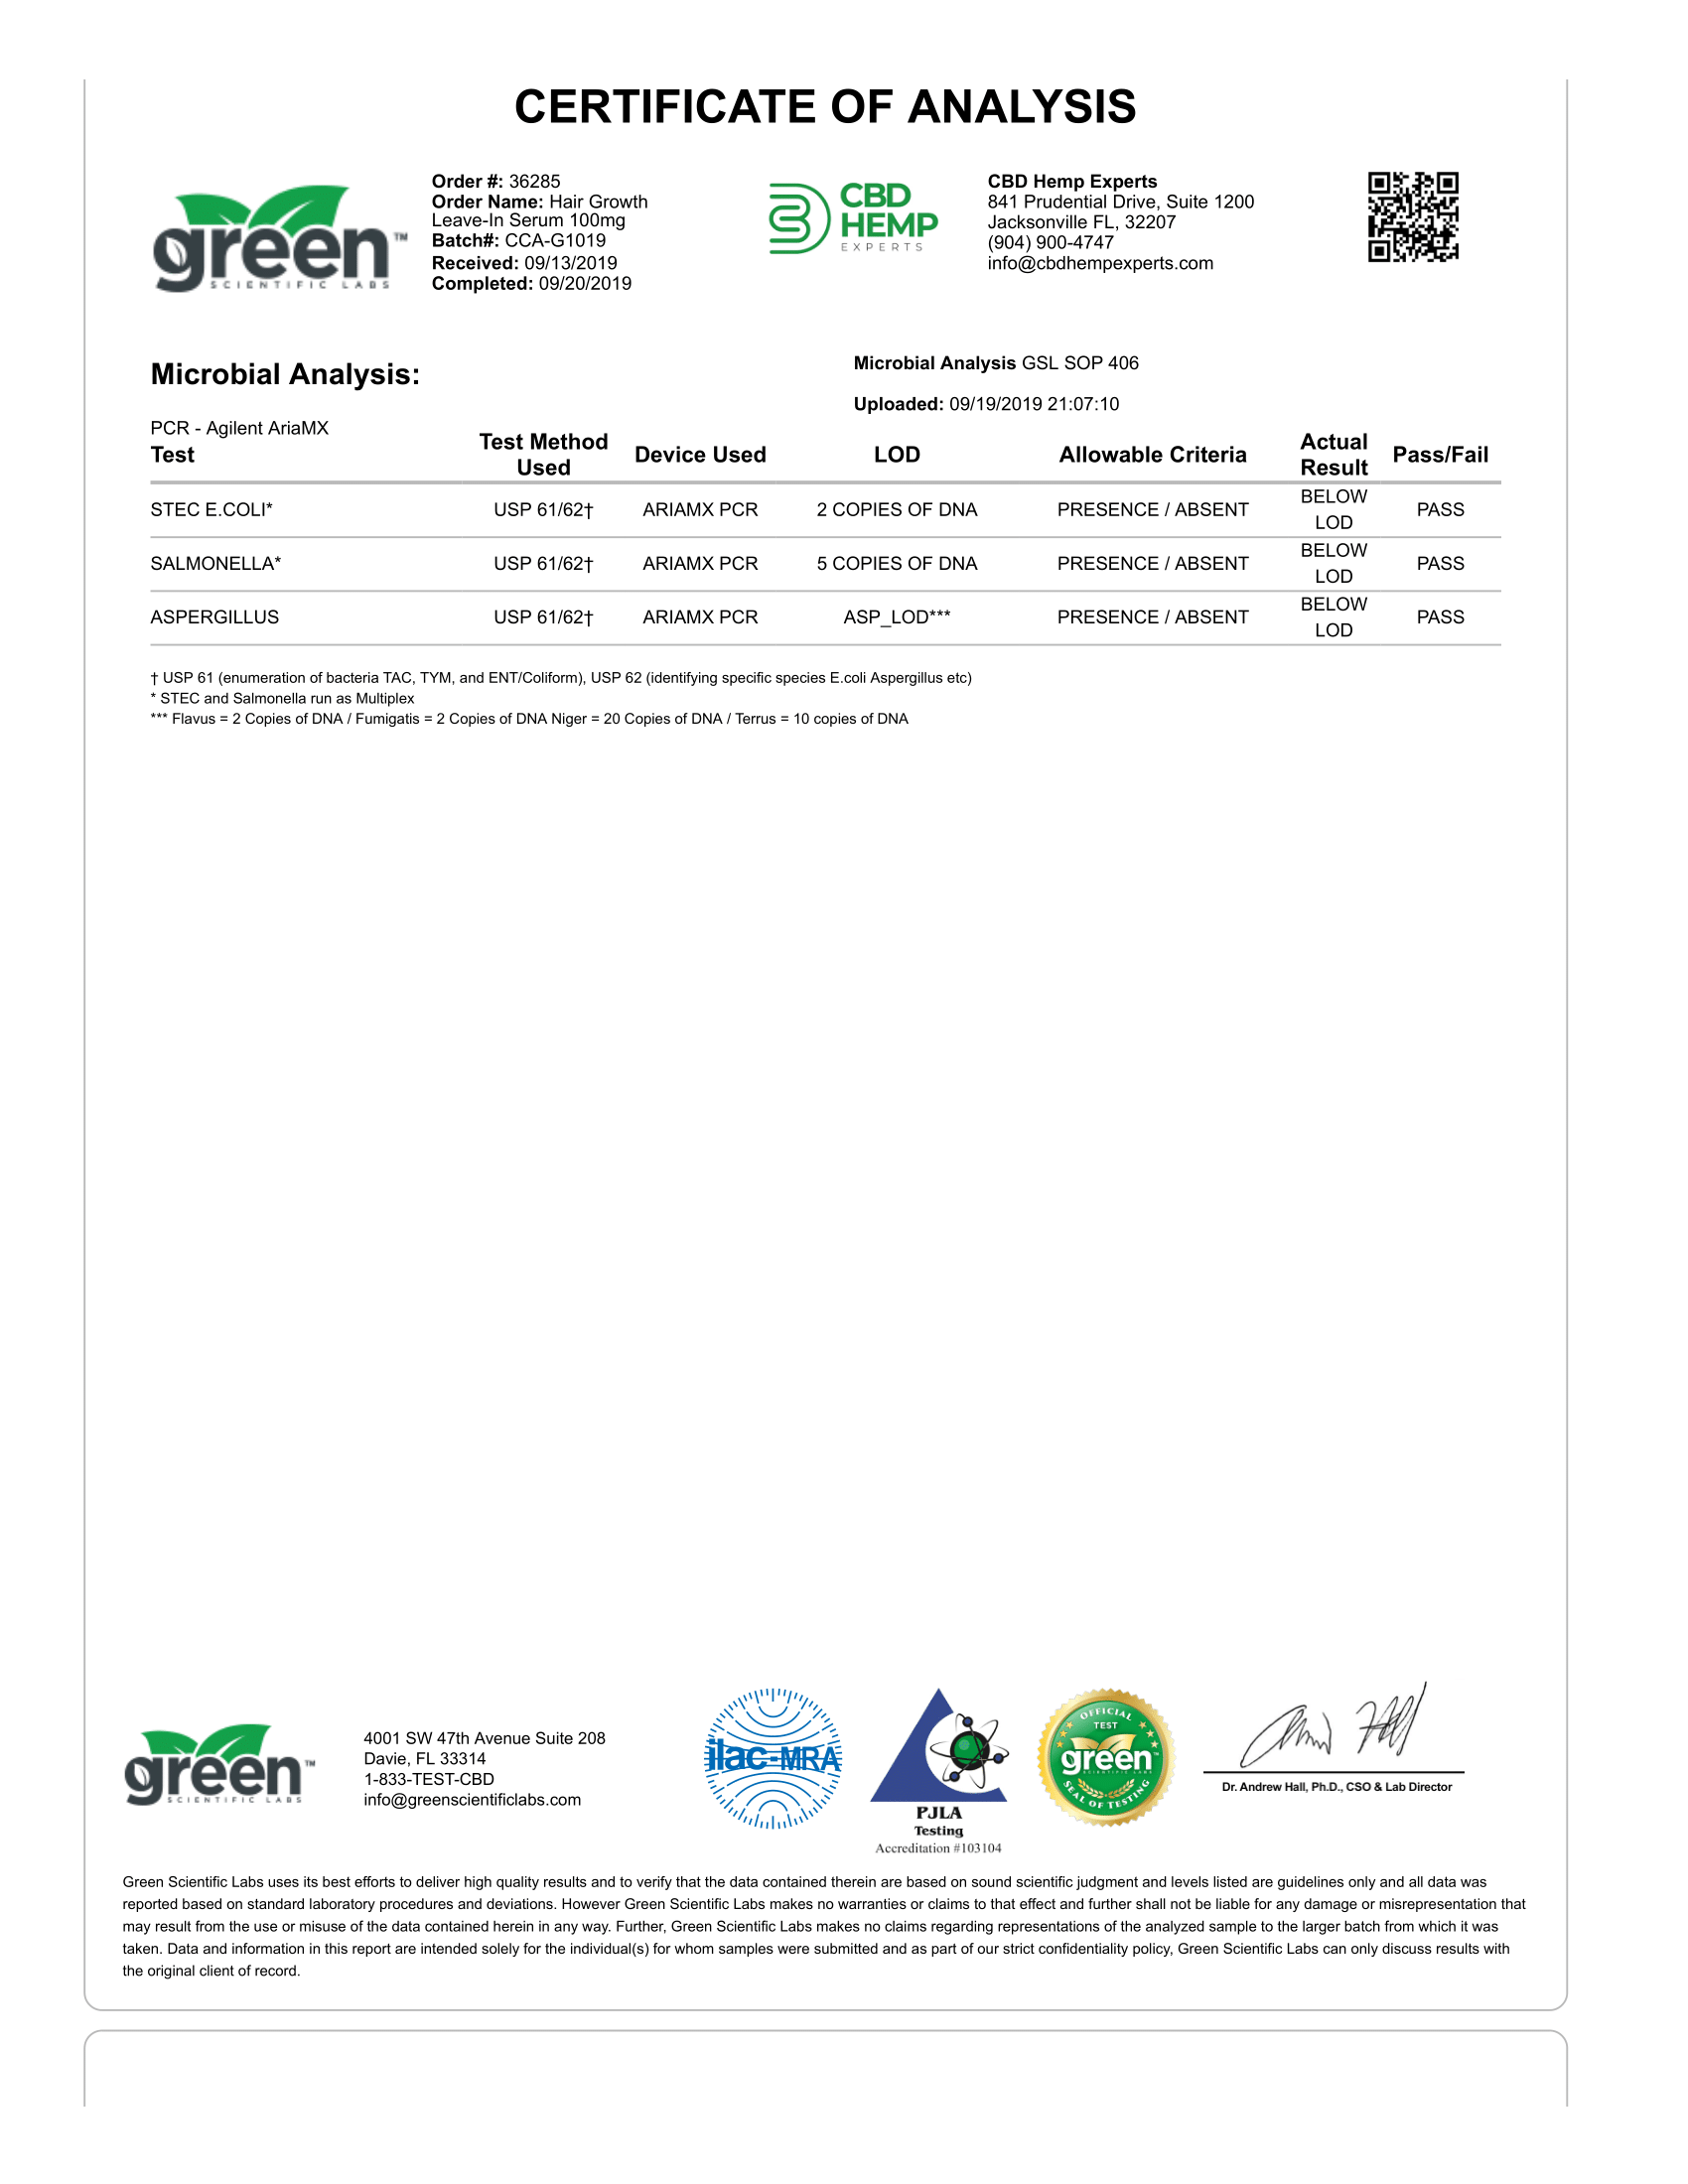 CERTIFICATE OF ANALYSIS
green™
SCIENTIFIC LABS
Order #: 36285
Order Name: Hair Growth
Leave-In Serum 100mg
Batch#: CCA-G1019
Received: 09/13/2019
Completed: 09/20/2019
CBD
HEMP
EXPERTS
CBD Hemp Experts
841 Prudential Drive, Suite 1200
Jacksonville FL, 32207
(904) 900-4747
info@cbdhempexperts.com
Microbial Analysis:
Microbial Analysis GSL SOP 406
Uploaded: 09/19/2019 21:07:10
PCR - Agilent AriaMX
Test Test Method Used Device Used LOD Allowable Criteria Actual Result Pass/Fail
STEC E.COLI* USP 61/62† ARIAMX PCR 2 COPIES OF DNA PRESENCE / ABSENT BELOW LOD PASS
SALMONELLA* USP 61/62† ARIAMX PCR 5 COPIES OF DNA PRESENCE / ABSENT BELOW LOD PASS
ASPERGILLUS USP 61/62† ARIAMX PCR ASP_LOD*** PRESENCE / ABSENT BELOW LOD PASS
† USP 61 (enumeration of bacteria TAC, TYM, and ENT/Coliform), USP 62 (identifying specific species E.coli Aspergillus etc)
* STEC and Salmonella run as Multiplex
*** Flavus = 2 Copies of DNA / Fumigatis = 2 Copies of DNA Niger = 20 Copies of DNA / Terrus = 10 copies of DNA
green™
SCIENTIFIC LABS
4001 SW 47th Avenue Suite 208
Davie, FL 33314
1-833-TEST-CBD
info@greenscientificlabs.com
ilac-MRA
PJLA
Testing
Accreditation #103104
OFFICIAL
TEST
green™
SCIENTIFIC LABS
SEAL OF TESTING
Dr. Andrew Hall, Ph.D., CSO & Lab Director
Green Scientific Labs uses its best efforts to deliver high quality results and to verify that the data contained therein are based on sound scientific judgment and levels listed are guidelines only and all data was
reported based on standard laboratory procedures and deviations. However Green Scientific Labs makes no warranties or claims to that effect and further shall not be liable for any damage or misrepresentation that
may result from the use or misuse of the data contained herein in any way. Further, Green Scientific Labs makes no claims regarding representations of the analyzed sample to the larger batch from which it was
taken. Data and information in this report are intended solely for the individual(s) for whom samples were submitted and as part of our strict confidentiality policy, Green Scientific Labs can only discuss results with
the original client of record.